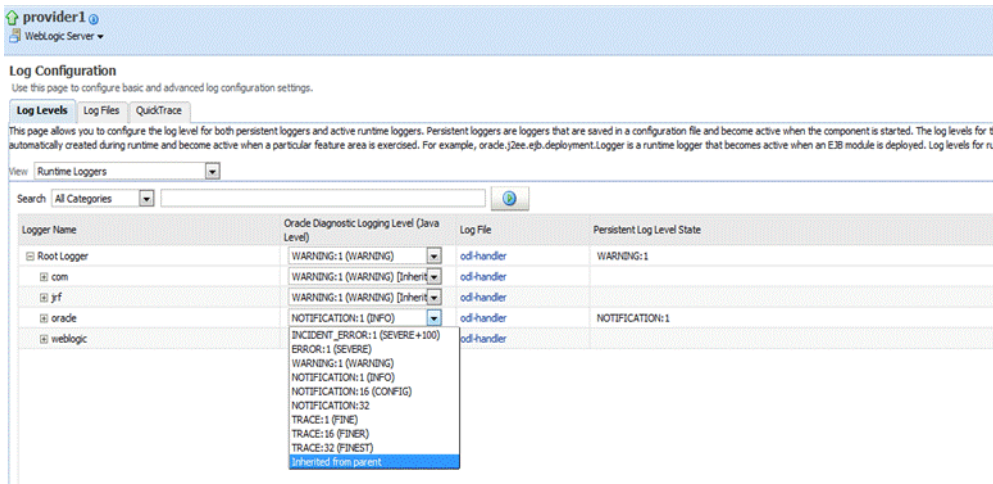 provider1
WebLogic Server
Log Configuration
Use this page to configure basic and advanced log configuration settings.
Log Levels Log Files QuickTrace
This page allows you to configure the log level for both persistent loggers and active runtime loggers. Persistent loggers are loggers that are saved in a configuration file and become active when the component is started. The log levels for
automatically created during runtime and become active when a particular feature area is exercised. For example, oracle.j2ee.ejb.deployment.Logger is a runtime logger that becomes active when an EJB module is deployed. Log levels for
View Runtime Loggers
Search All Categories
Logger Name Oracle Diagnostic Logging Level (Java Level) Log File Persistent Log Level State
Root Logger WARNING:1 (WARNING) odl-handler WARNING:1
com WARNING:1 (WARNING) [Inherit odl-handler
jrf WARNING:1 (WARNING) [Inherit odl-handler
oracle NOTIFICATION:1 (INFO) odl-handler NOTIFICATION:1
weblogic odl-handler
INCIDENT_ERROR:1 (SEVERE+100)
ERROR:1 (SEVERE)
WARNING:1 (WARNING)
NOTIFICATION:1 (INFO)
NOTIFICATION:16 (CONFIG)
NOTIFICATION:32
TRACE:1 (FINE)
TRACE:16 (FINER)
TRACE:32 (FINEST)
Inherited from parent